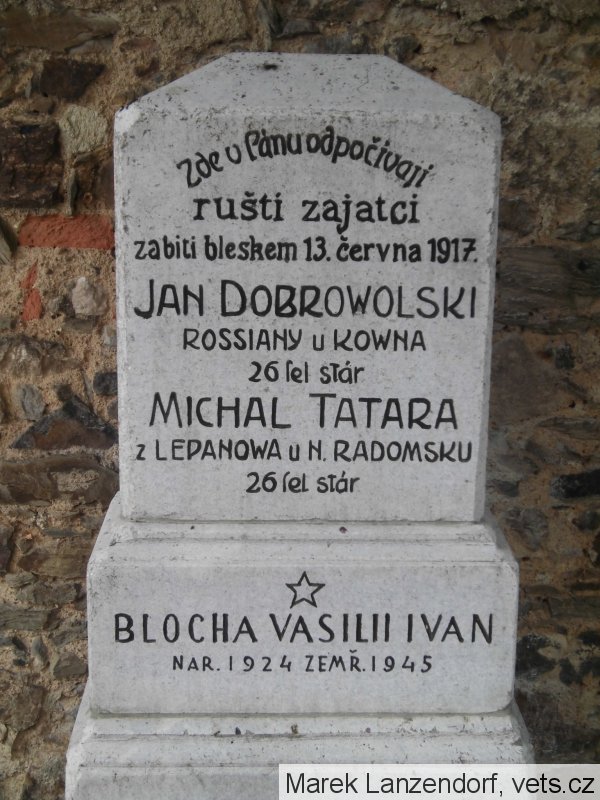 Zde v Pánu odpočívají
ruští zajatci
zabiti bleskem 13. června 1917.
JAN DOBROWOLSKI
ROSSIANY u KOWNA
26 let stár
MICHAL TATARA
z LEPANOWA u N. RADOMSKU
26 let stár
BLOCHA VASILII IVAN
NAR. 1924 ZEMŘ. 1945
Marek Lanzendorf, vets.cz